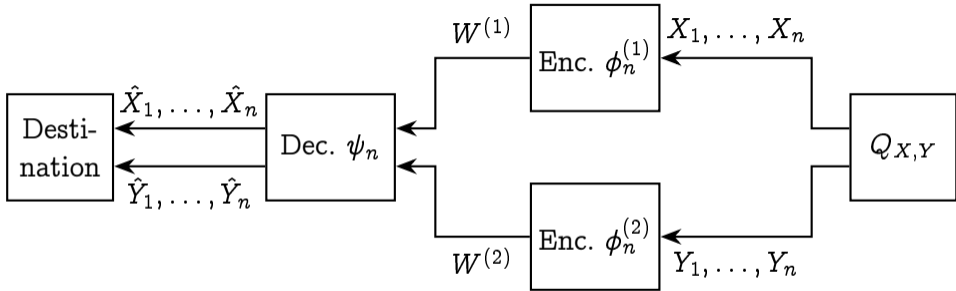 W^{(1)}
X_1, . . . , X_n
Enc. ϕ_n^{(1)}
X̂_1, . . . , X̂_n
Desti-
nation
Dec. ψ_n
Q_{X,Y}
Ŷ_1, . . . , Ŷ_n
Enc. ϕ_n^{(2)}
W^{(2)}
Y_1, . . . , Y_n